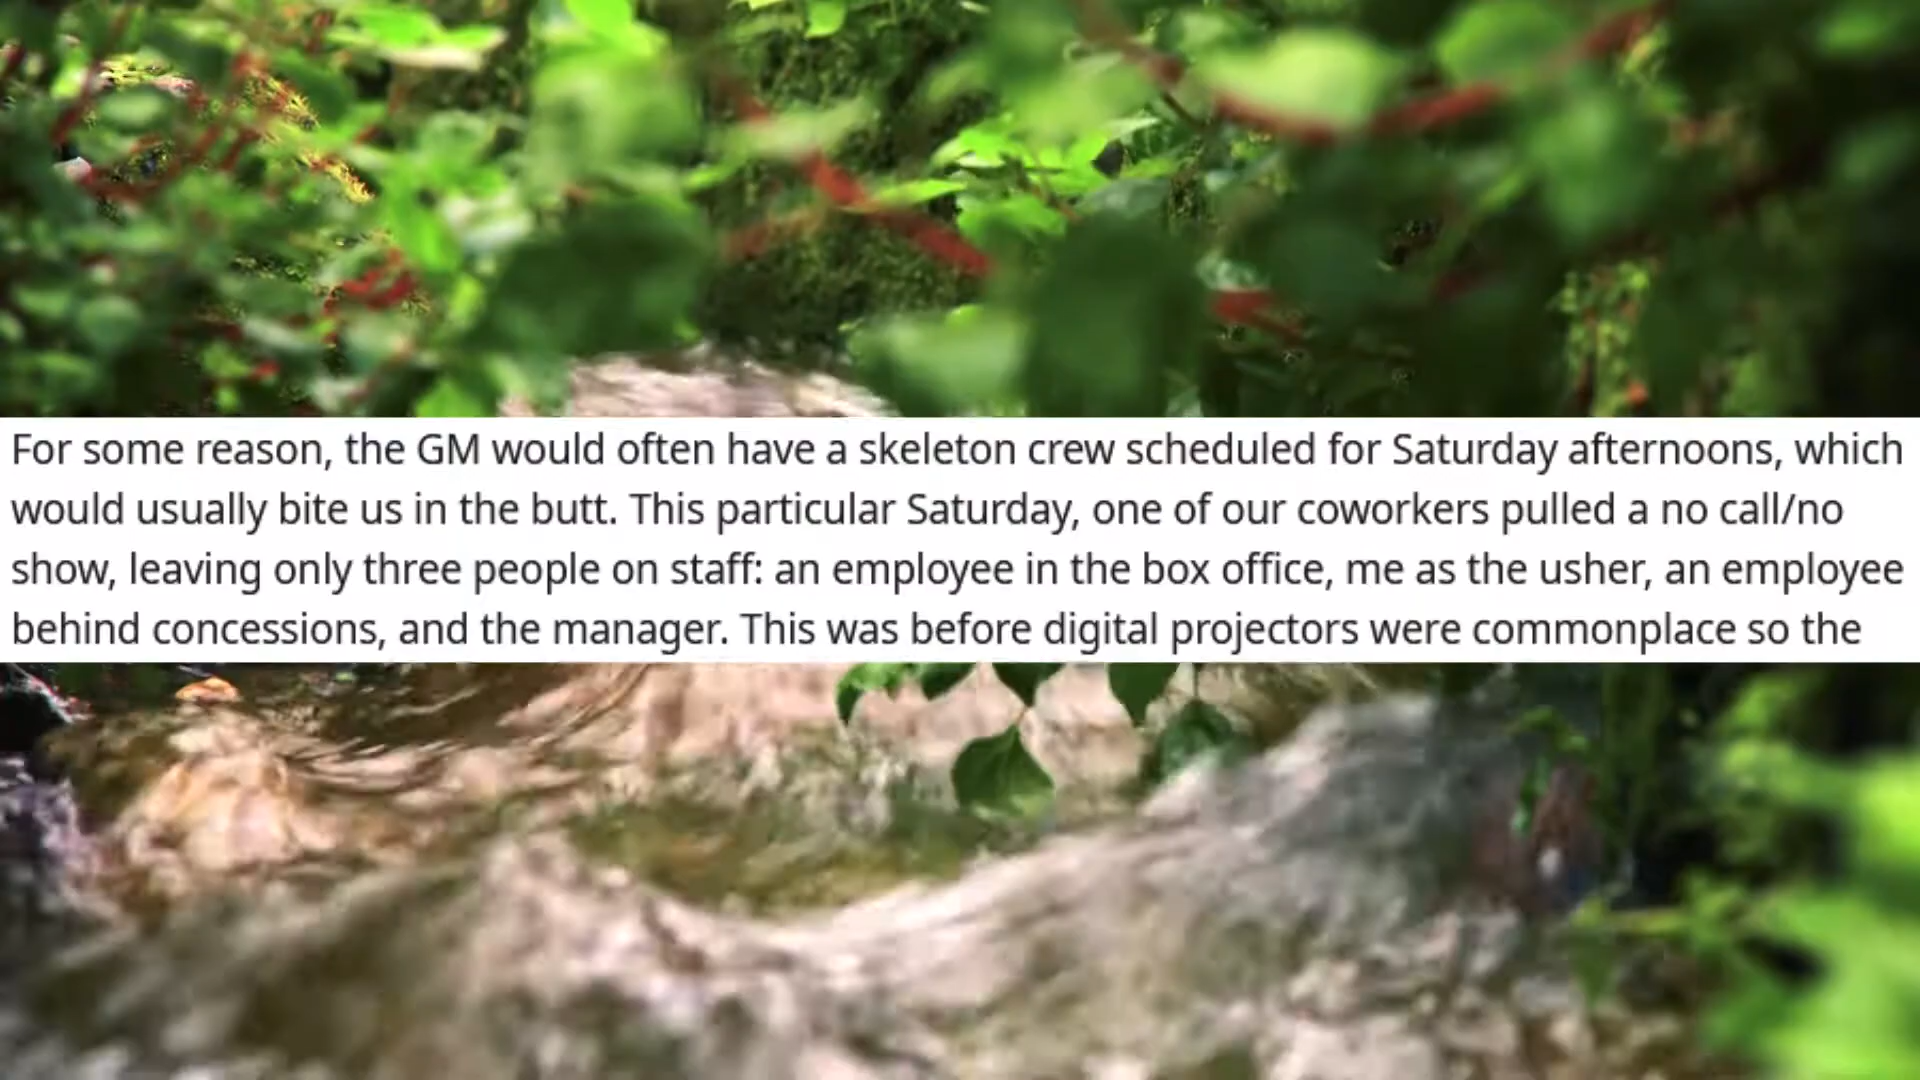 For some reason, the GM would often have a skeleton crew scheduled for Saturday afternoons, which
would usually bite us in the butt. This particular Saturday, one of our coworkers pulled a no call/no
show, leaving only three people on staff: an employee in the box office, me as the usher, an employee
behind concessions, and the manager. This was before digital projectors were commonplace so the